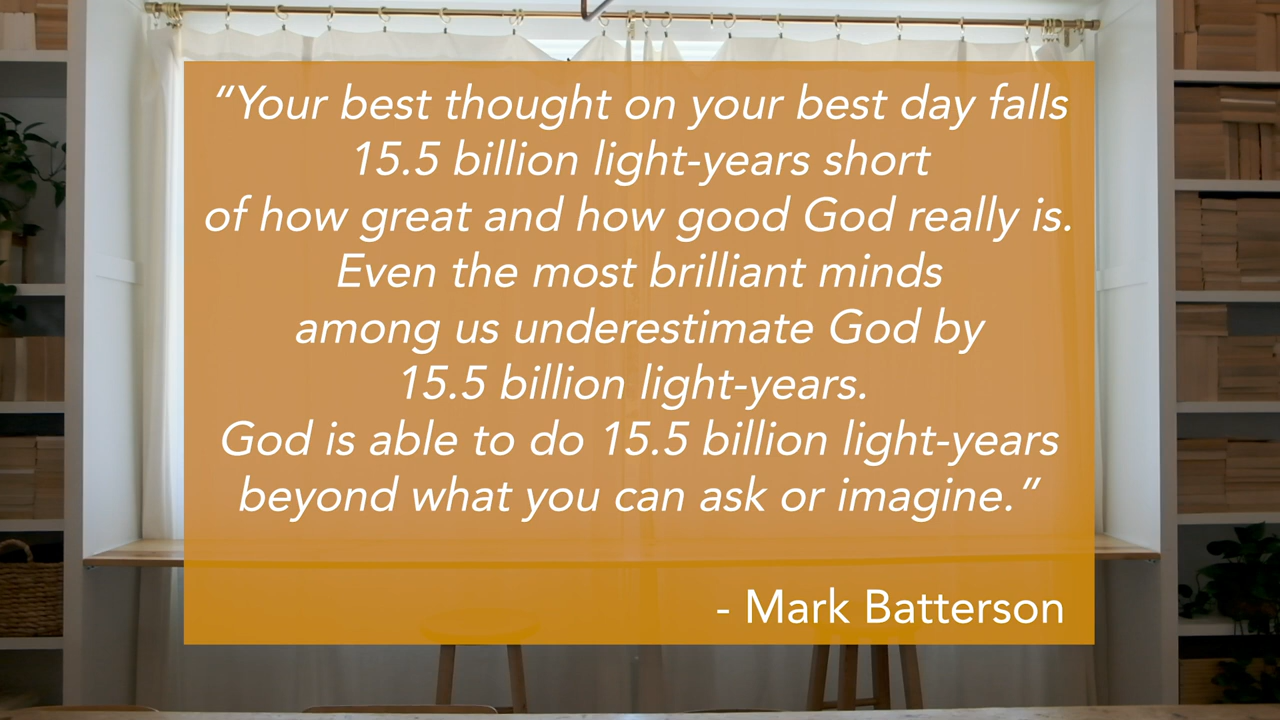 “Your best thought on your best day falls
15.5 billion light-years short
of how great and how good God really is.
Even the most brilliant minds
among us underestimate God by
15.5 billion light-years.
God is able to do 15.5 billion light-years
beyond what you can ask or imagine.”
- Mark Batterson